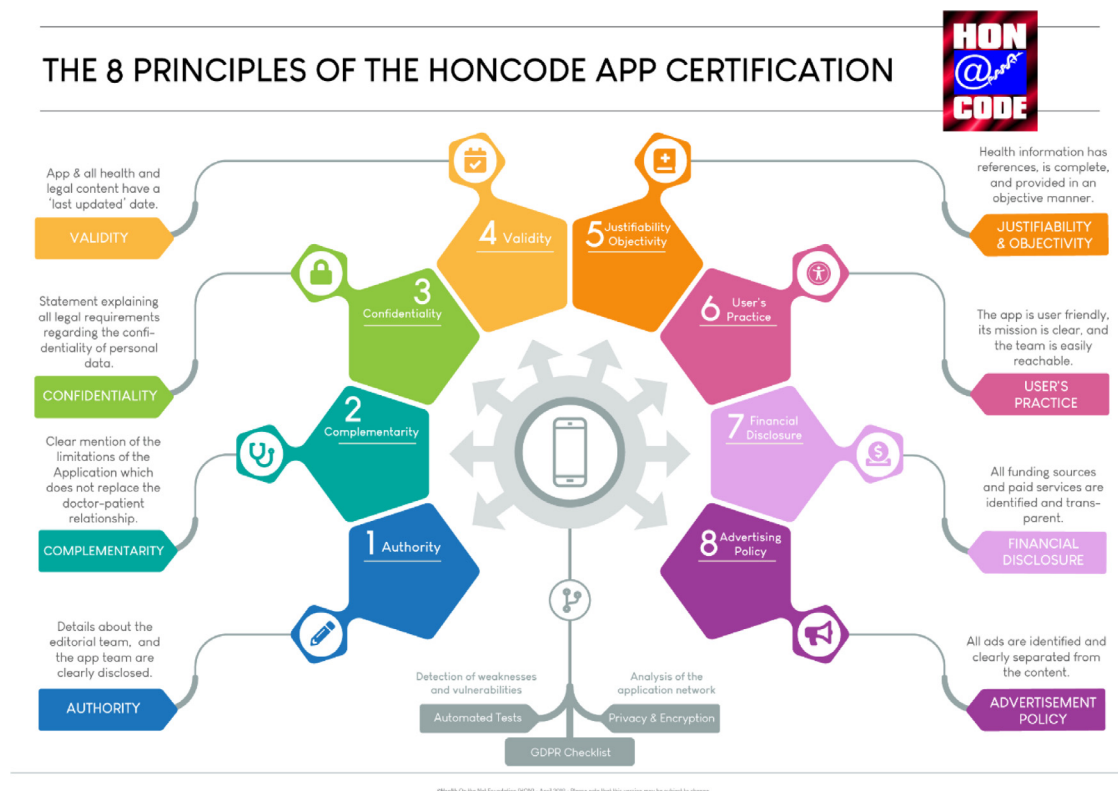 THE 8 PRINCIPLES OF THE HONCODE APP CERTIFICATION
HON
@
CODE
App & all health and
legal content have a
'last updated' date.
VALIDITY
Statement explaining
all legal requirements
regarding the confi-
dentiality of personal
data.
CONFIDENTIALITY
Clear mention of the
limitations of the
Application which
does not replace the
doctor-patient
relationship.
COMPLEMENTARITY
Details about the
editorial team, and
the app team are
clearly disclosed.
AUTHORITY
1 Authority
2
Complementarity
3
Confidentiality
4 Validity
5 Justifiability
Objectivity
6 User's
Practice
7 Financial
Disclosure
8 Advertising
Policy
Health information has
references, is complete,
and provided in an
objective manner.
JUSTIFIABILITY
& OBJECTIVITY
The app is user friendly,
its mission is clear, and
the team is easily
reachable.
USER'S
PRACTICE
All funding sources
and paid services are
identified and trans-
parent.
FINANCIAL
DISCLOSURE
All ads are identified and
clearly separated from
the content.
ADVERTISEMENT
POLICY
Detection of weaknesses
and vulnerabilities
Automated Tests
Analysis of the
application network
Privacy & Encryption
GDPR Checklist